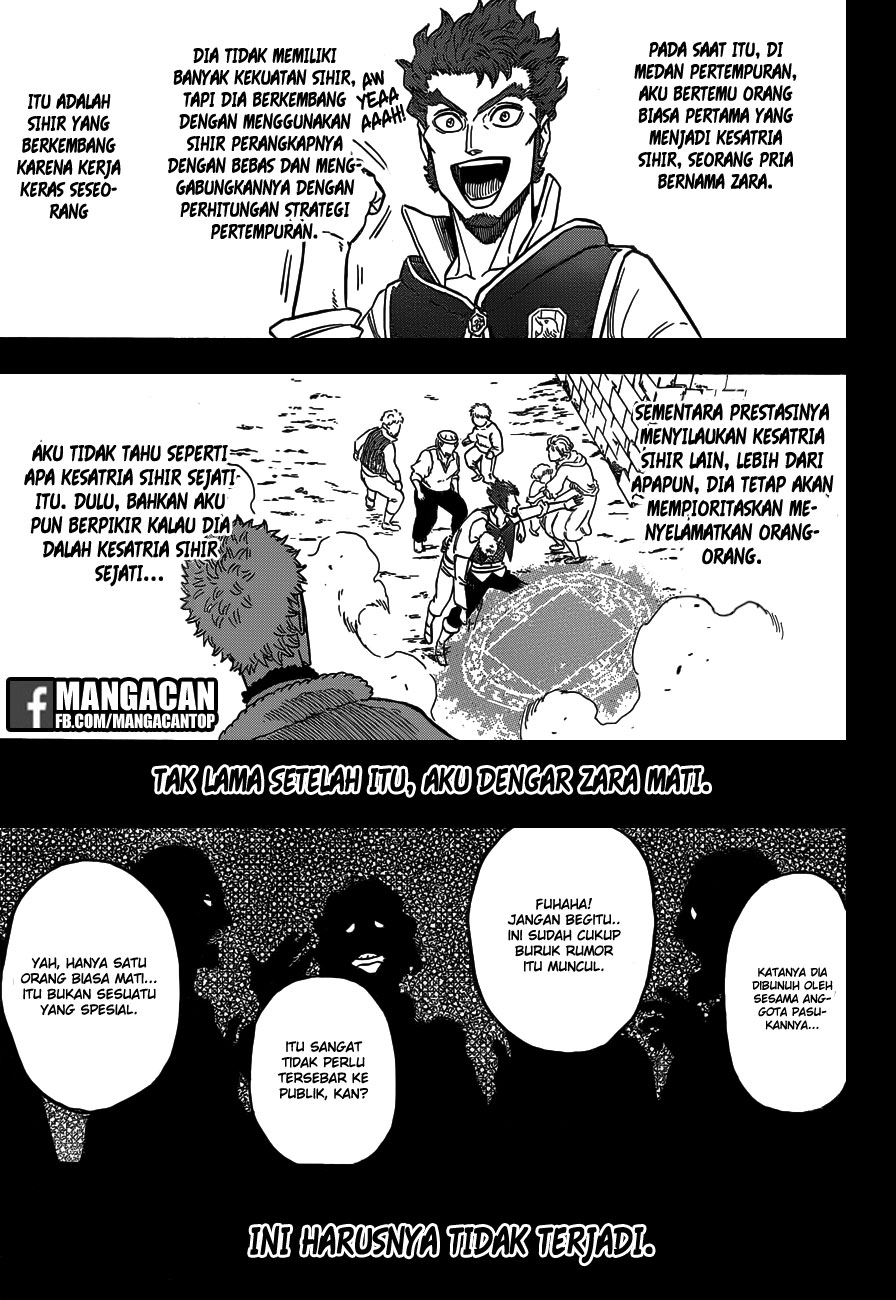 PADA SAAT ITU, DI
MEDAN PERTEMPURAN,
AKU BERTEMU ORANG
BIASA PERTAMA YANG
MENJADI KESATRIA
SIHIR, SEORANG PRIA
BERNAMA ZARA.
AW
YEAA
AAAH!
DIA TIDAK MEMILIKI
BANYAK KEKUATAN SIHIR,
TAPI DIA BERKEMBANG
DENGAN MENGGUNAKAN
SIHIR PERANGKAPNYA
DENGAN BEBAS DAN MENG-
GABUNGKANNYA DENGAN
PERHITUNGAN STRATEGI
PERTEMPURAN.
ITU ADALAH
SIHIR YANG
BERKEMBANG
KARENA KERJA
KERAS SESEO-
RANG
SEMENTARA PRESTASINYA
MENYILAUKAN KESATRIA
SIHIR LAIN, LEBIH DARI
APAPUN, DIA TETAP AKAN
MEMPIORITASKAN ME-
NYELAMATKAN ORANG-
ORANG.
AKU TIDAK TAHU SEPERTI
APA KESATRIA SIHIR SEJATI
ITU. DULU, BAHKAN AKU
PUN BERPIKIR KALAU DIA
DALAH KESATRIA SIHIR
SEJATI...
MANGACAN
FB.COM/MANGACANTOP
TAK LAMA SETELAH ITU, AKU DENGAR ZARA MATI.
KATANYA DIA
DIBUNUH OLEH
SESAMA ANG-
GOTA PASU-
KANNYA...
FUHAHA!
JANGAN BEGITU..
INI SUDAH CUKUP
BURUK RUMOR
ITU MUNCUL.
ITU SANGAT
TIDAK PERLU
TERSEBAR KE
PUBLIK, KAN?
YAH, HANYA SATU
ORANG BIASA MATI...
ITU BUKAN SESUATU
YANG SPESIAL.
INI HARUSNYA TIDAK TERJADI.